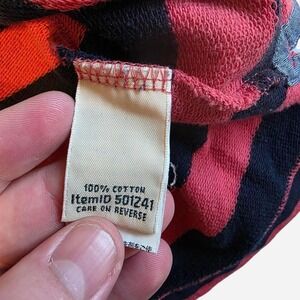 100% COTTON
ItemID 501241
CARE ON REVERSE